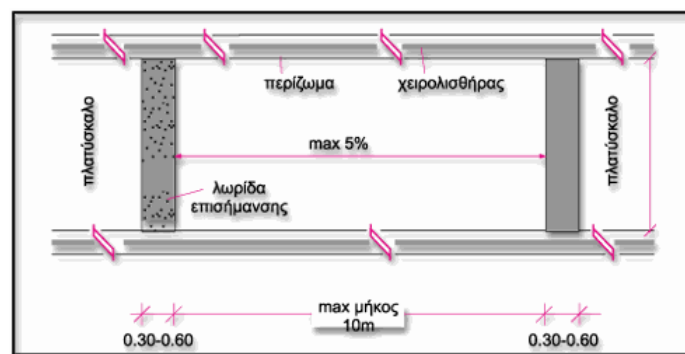 περίζωμα
χειρολισθήρας
πλατύσκαλο
max 5%
πλατύσκαλο
λωρίδα
επισήμανσης
max μήκος
10m
0.30-0.60
0.30-0.60